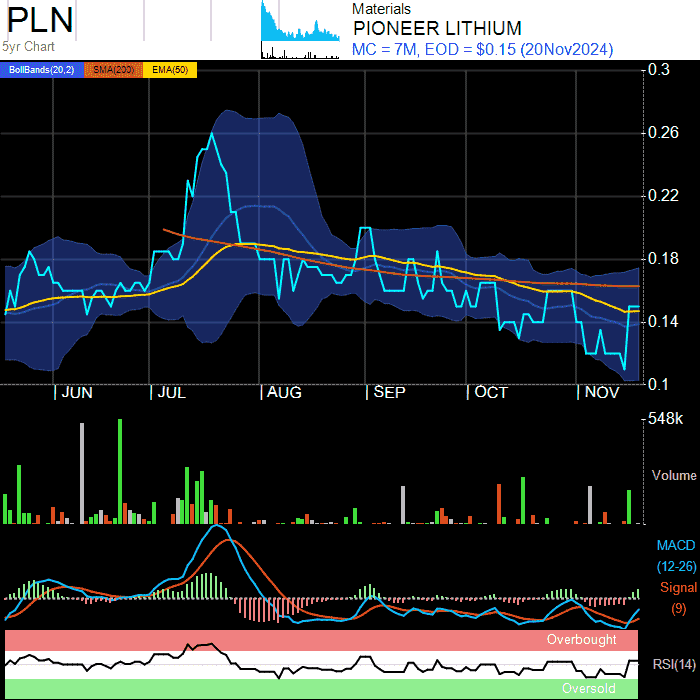 PLN
5yr Chart
Materials
PIONEER LITHIUM
MC = 7M, EOD = $0.15 (20Nov2024)
BollBands(20,2) SMA(200) EMA(50)
0.3
0.26
0.22
0.18
0.14
0.1
JUN JUL AUG SEP OCT NOV
548k
Volume
MACD
(12-26)
Signal
(9)
Overbought
RSI(14)
Oversold